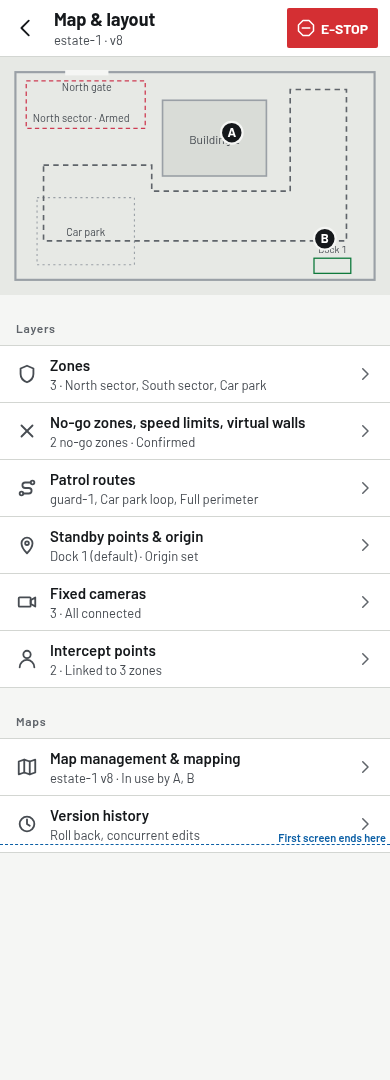 Map & layout
estate-1 · v8
E-STOP
North gate
North sector · Armed
A
Car park
B
Layers
Zones
3 · North sector, South sector, Car park
No-go zones, speed limits, virtual walls
2 no-go zones · Confirmed
Patrol routes
guard-1, Car park loop, Full perimeter
Standby points & origin
Dock 1 (default) · Origin set
Fixed cameras
3 · All connected
Intercept points
2 · Linked to 3 zones
Maps
Map management & mapping
estate-1 v8 · In use by A, B
Version history
Roll back, concurrent edits
First screen ends here